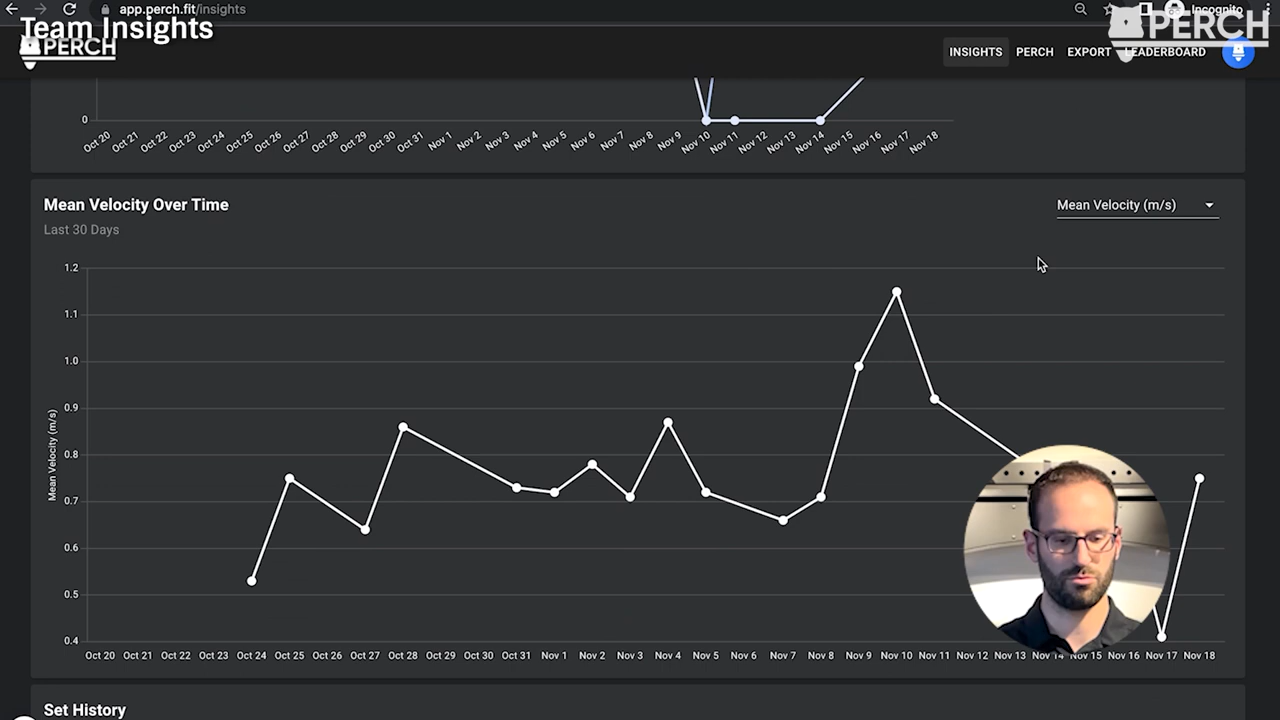 app.perch.fit/insights
Incognito
Team Insights
PERCH
PERCH
INSIGHTS
PERCH
EXPORT
LEADERBOARD
0
Oct 20 Oct 21 Oct 22 Oct 23 Oct 24 Oct 25 Oct 26 Oct 27 Oct 28 Oct 29 Oct 30 Oct 31 Nov 1 Nov 2 Nov 3 Nov 4 Nov 5 Nov 6 Nov 7 Nov 8 Nov 9 Nov 10 Nov 11 Nov 12 Nov 13 Nov 14 Nov 15 Nov 16 Nov 17 Nov 18
Mean Velocity Over Time
Mean Velocity (m/s)
Last 30 Days
1.2
1.1
1.0
0.9
0.8
0.7
0.6
0.5
0.4
Mean Velocity (m/s)
Oct 20 Oct 21 Oct 22 Oct 23 Oct 24 Oct 25 Oct 26 Oct 27 Oct 28 Oct 29 Oct 30 Oct 31 Nov 1 Nov 2 Nov 3 Nov 4 Nov 5 Nov 6 Nov 7 Nov 8 Nov 9 Nov 10 Nov 11 Nov 12 Nov 13 Nov 14 Nov 15 Nov 16 Nov 17 Nov 18
Set History